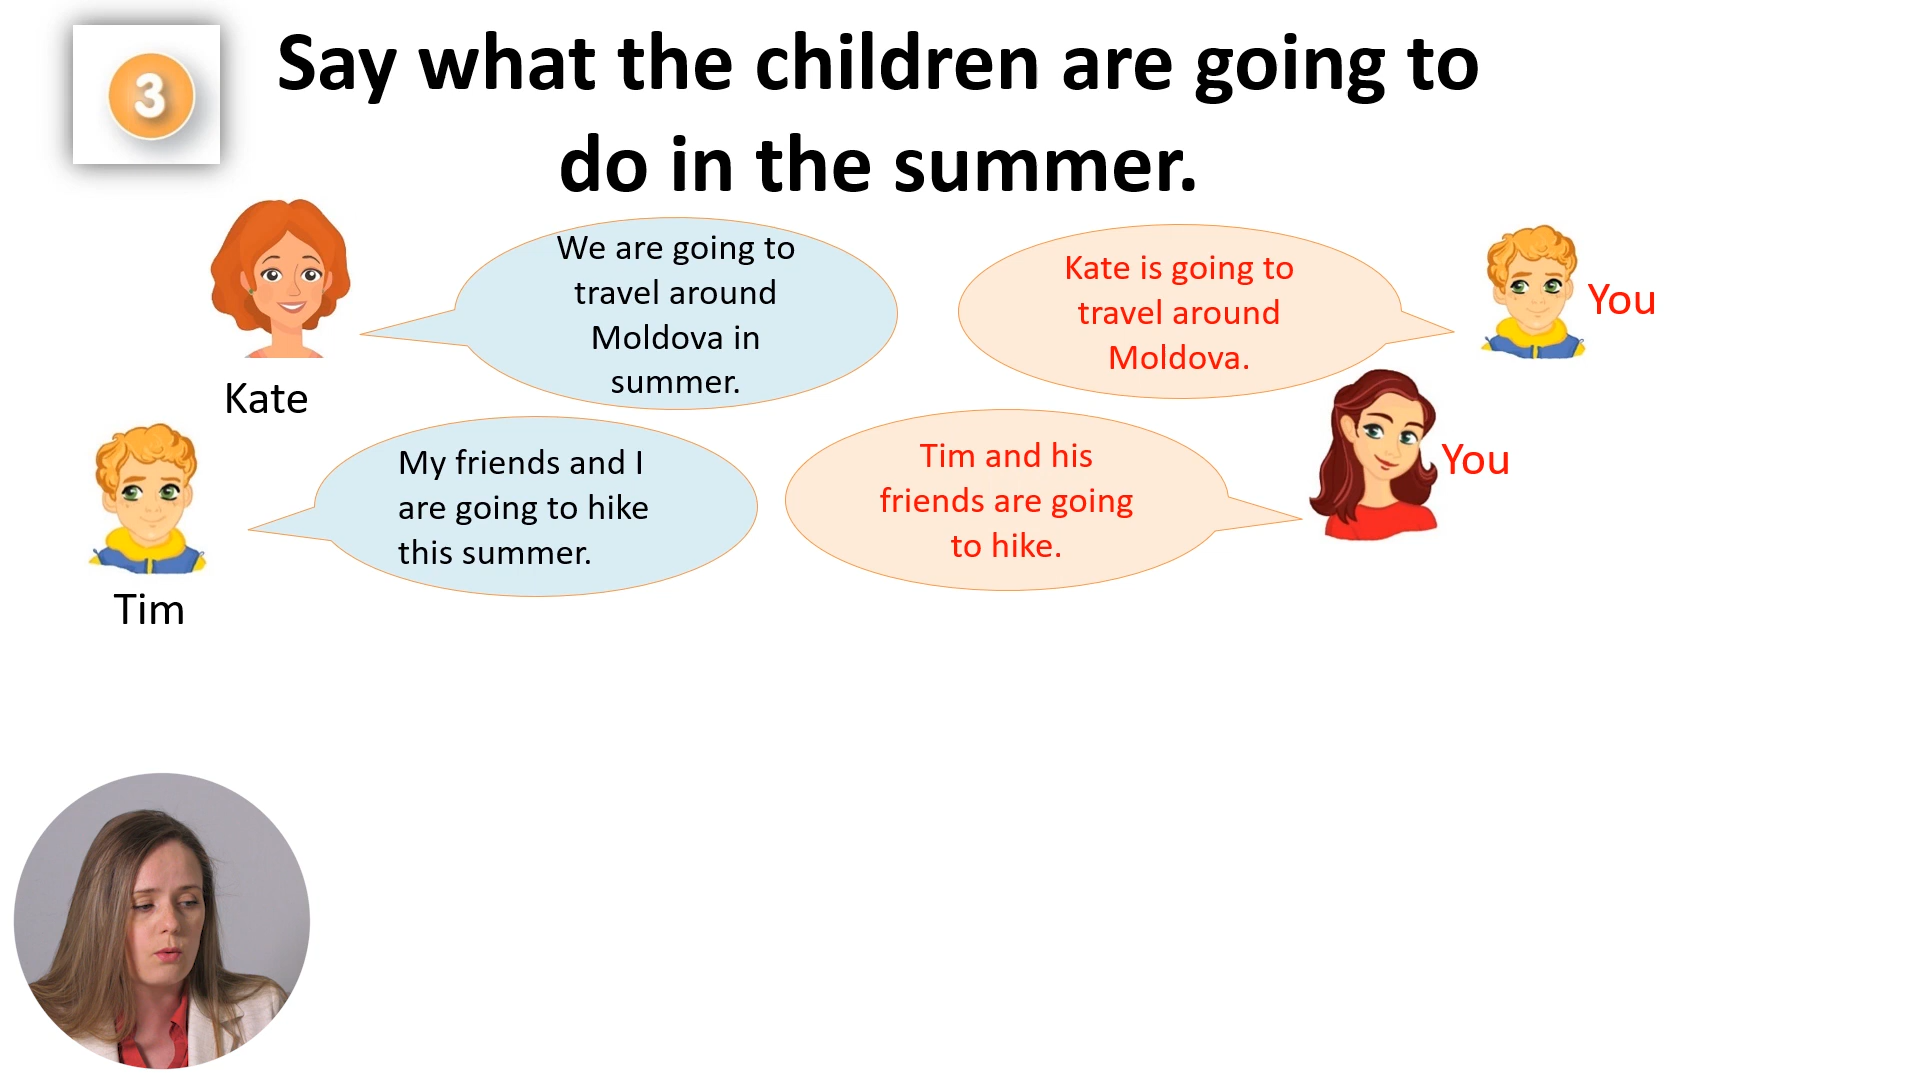 3
Say what the children are going to
do in the summer.
We are going to
travel around
Moldova in
summer.
Kate is going to
travel around
Moldova.
You
Kate
My friends and I
are going to hike
this summer.
Tim and his
friends are going
to hike.
You
Tim